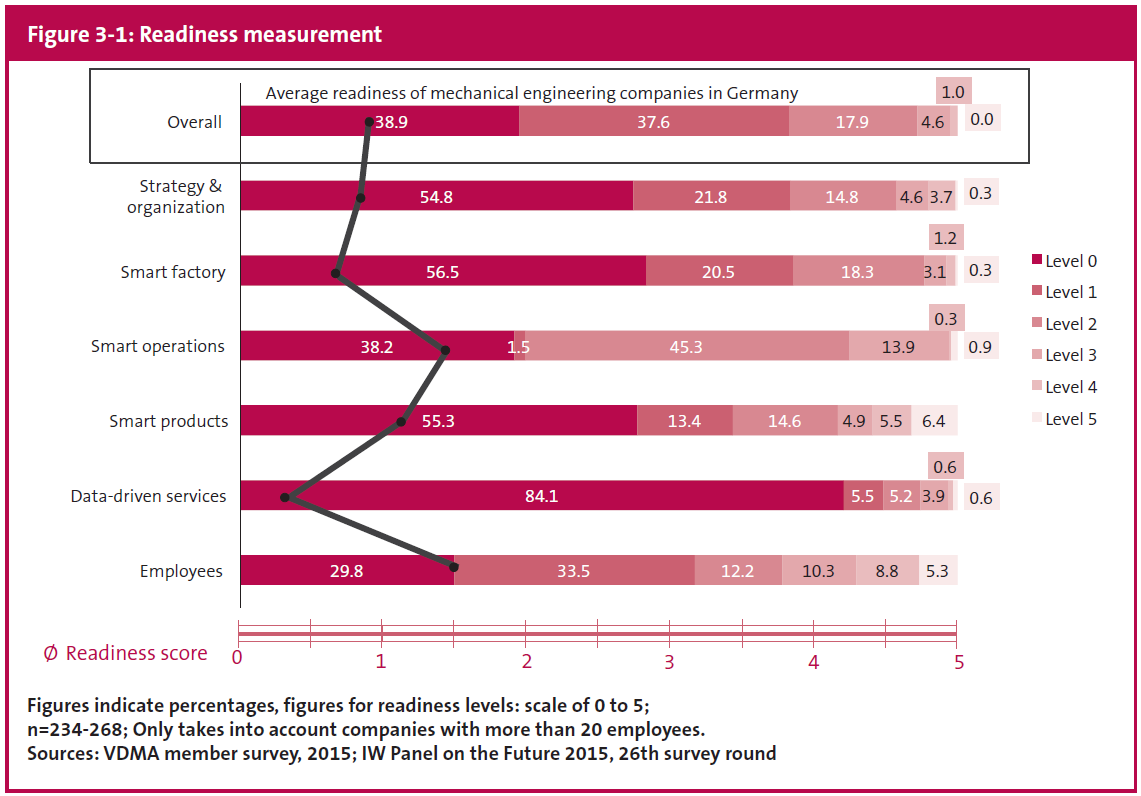 Figure 3-1: Readiness measurement
Average readiness of mechanical engineering companies in Germany
1.0
Overall
38.9
37.6
17.9
4.6
0.0
Strategy &
organization
54.8
21.8
14.8
4.6
3.7
0.3
1.2
Smart factory
56.5
20.5
18.3
3.1
0.3
0.3
Smart operations
38.2
1.5
45.3
13.9
0.9
Smart products
55.3
13.4
14.6
4.9
5.5
6.4
0.6
Data-driven services
84.1
5.5
5.2
3.9
0.6
Employees
29.8
33.5
12.2
10.3
8.8
5.3
Level 0
Level 1
Level 2
Level 3
Level 4
Level 5
Ø Readiness score
0
1
2
3
4
5
Figures indicate percentages, figures for readiness levels: scale of 0 to 5;
n=234-268; Only takes into account companies with more than 20 employees.
Sources: VDMA member survey, 2015; IW Panel on the Future 2015, 26th survey round